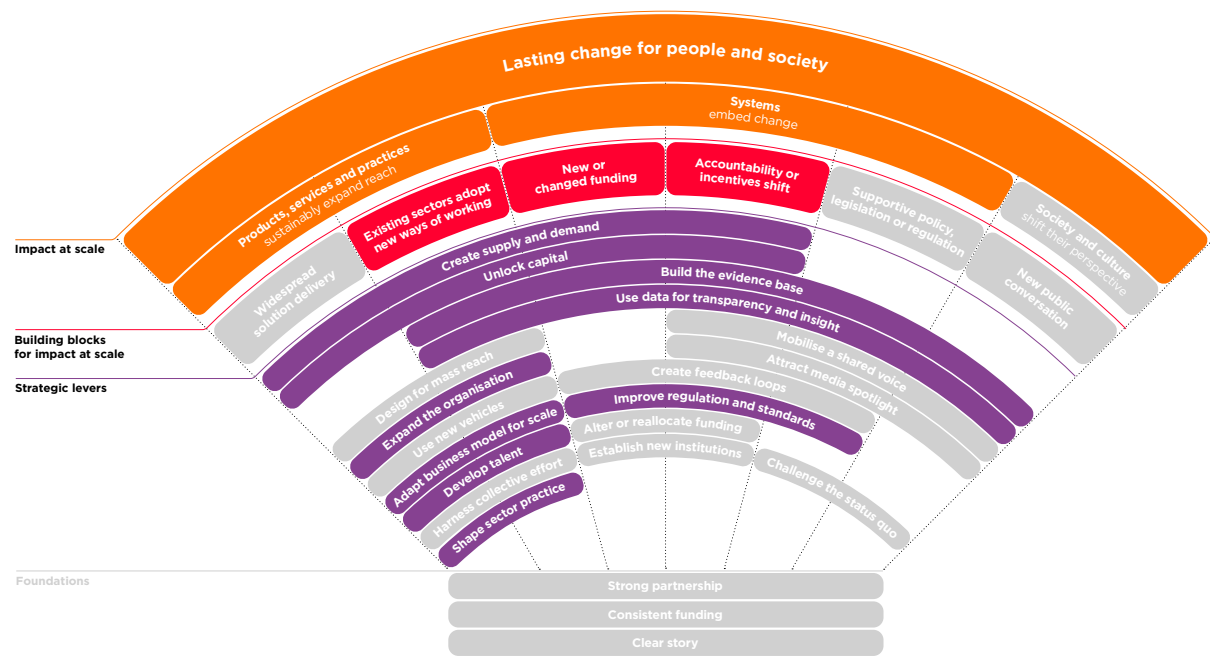 Lasting change for people and society
Systems
embed change
Products, services and practices
sustainably expand reach
Society and culture
shift their perspective
Impact at scale
Widespread
solution delivery
Existing sectors adopt
new ways of working
New or
changed funding
Accountability or
incentives shift
Supportive policy,
legislation or regulation
New public
conversation
Building blocks
for impact at scale
Strategic levers
Create supply and demand
Unlock capital
Build the evidence base
Use data for transparency and insight
Mobilise a shared voice
Attract media spotlight
Design for mass reach
Create feedback loops
Expand the organisation
Improve regulation and standards
Use new vehicles
Alter or reallocate funding
Adapt business model for scale
Establish new institutions
Develop talent
Challenge the status quo
Harness collective effort
Shape sector practice
Foundations
Strong partnership
Consistent funding
Clear story